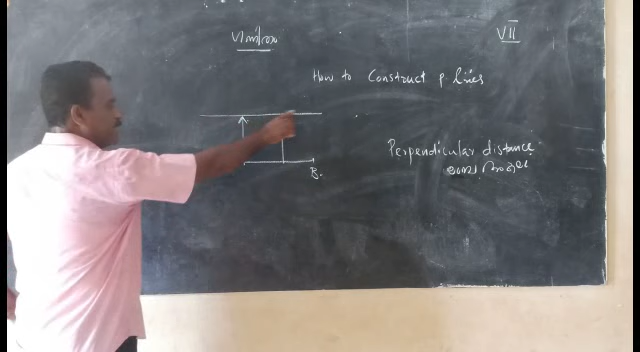 VII
How to Construct p. lines
Perpendicular distance
B.